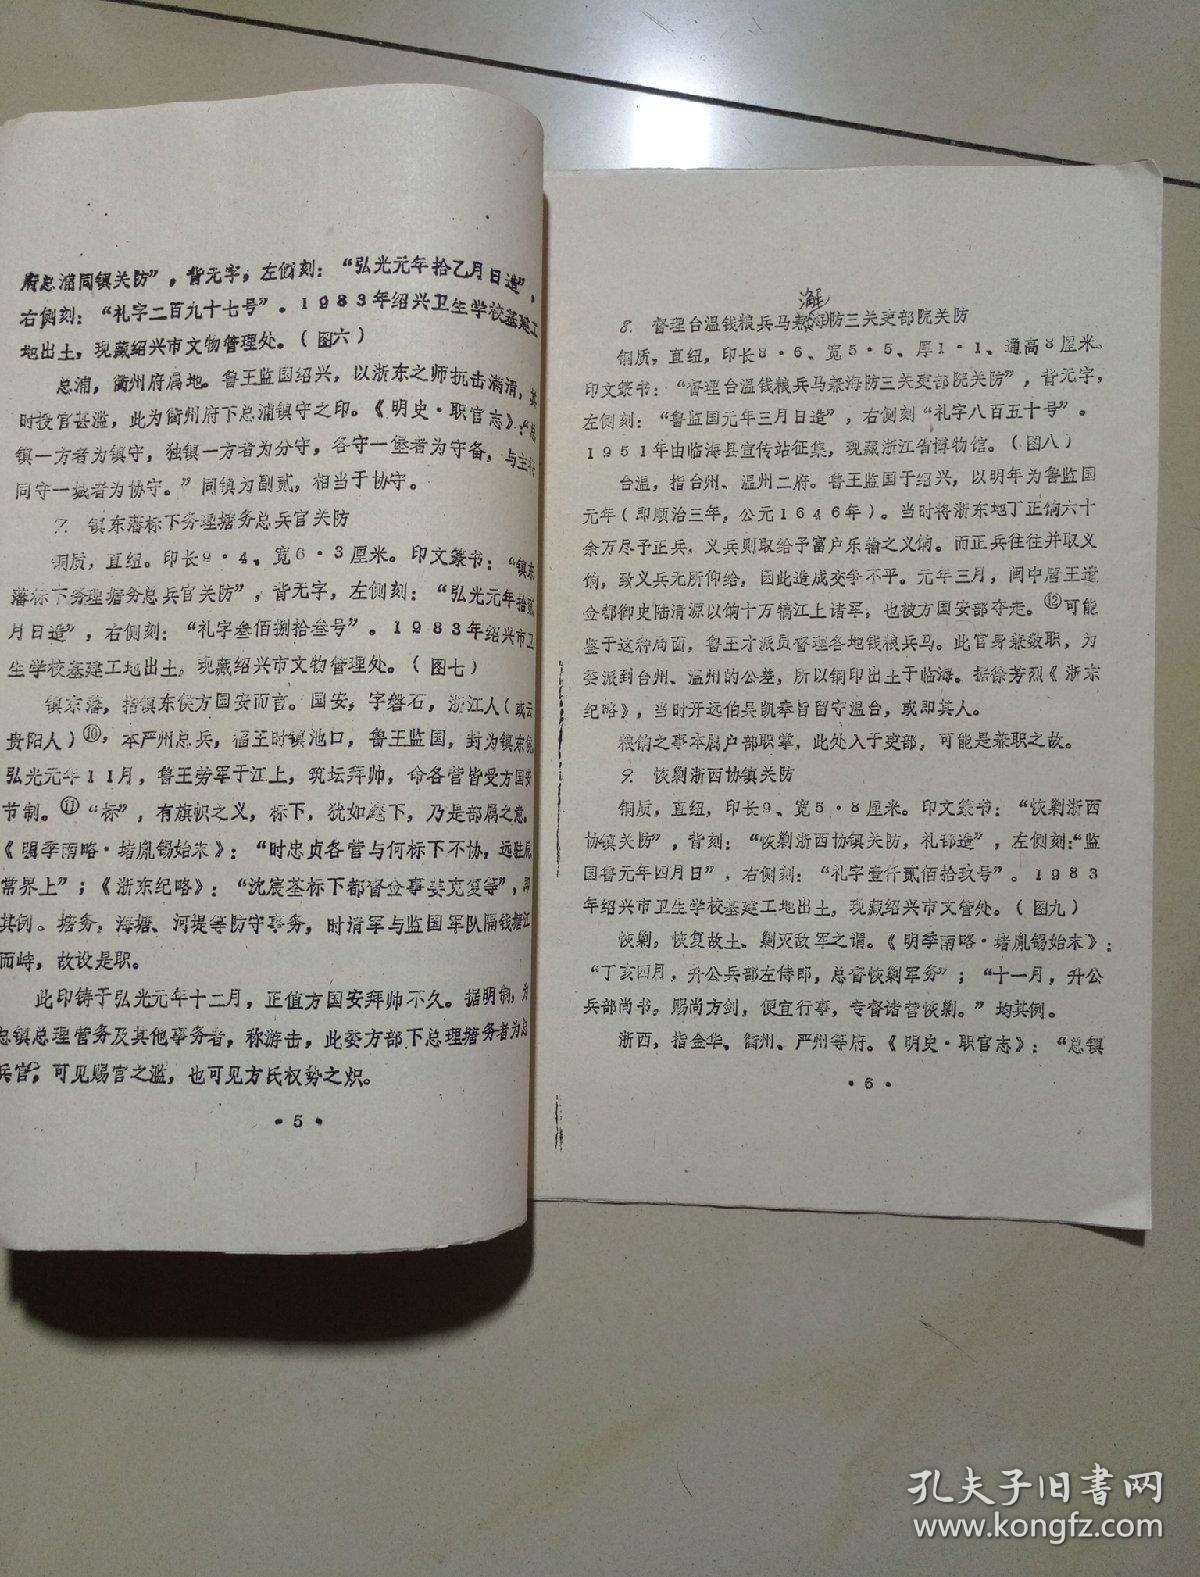 府总浦同镇关防”，背无字，左侧刻：“弘光元年拾乙月日造”，
右侧刻：“礼字二百九十七号”。1983年绍兴卫生学校基建工
地出土，现藏绍兴市文物管理处。（图六）
总浦，衢州府属地。鲁王监国绍兴，以浙东之师抗击满清，其
时授官甚滥，此为衢州府下总浦镇守之印。《明史·职官志》：“总
镇一方者为镇守，独镇一方者为分守，各守一堡者为守备，与主将
同守一城者为协守。”同镇为副贰，相当于协守。
7. 镇东藩标下务理塘务总兵官关防
铜质，直纽。印长9·4、宽6·3厘米。印文篆书：“镇东
藩标下务理塘务总兵官关防”，背无字，左侧刻：“弘光元年拾贰
月日造”，右侧刻：“礼字叁佰捌拾叁号”。1983年绍兴市卫
生学校基建工地出土，现藏绍兴市文物管理处。（图七）
镇东藩，指镇东侯方国安而言。国安，字磐石，浙江人（或云
贵阳人）⑩，本严州总兵，福王时镇池口，鲁王监国，封为镇东侯，
弘光元年11月，鲁王劳军于江上，筑坛拜帅，命各营皆受方国安
节制。⑪“标”，有旗帜之义，标下，犹如麾下，乃是部属之意。
《明季南略·堵胤锡始末》：“时忠贞各营与何标下不协，远驻辰
常界上”；《浙东纪略》：“沈宸荃标下都督佥事姜克复等”，即
其例。塘务，海塘、河堤等防守事务，时清军与监国军队隔钱塘江
而峙，故设是职。
此印铸于弘光元年十二月，正值方国安拜帅不久。据明制，
总镇总理营务及其他事务者，称游击，此委方部下总理塘务者为总
兵官，可见赐官之滥，也可见方氏权势之炽。
·5·
海
8. 督理台温钱粮兵马兼海防三关吏部院关防
铜质，直纽，印长8·6、宽5·5、厚1·1、通高8厘米。
印文篆书：“督理台温钱粮兵马兼海防三关吏部院关防”，背无字，
左侧刻：“鲁监国元年三月日造”，右侧刻“礼字八百五十号”。
1951年由临海县宣传站征集，现藏浙江省博物馆。（图八）
台温，指台州、温州二府。鲁王监国于绍兴，以明年为鲁监国
元年（即顺治三年，公元1646年）。当时将浙东地丁正饷六十
余万尽予正兵，义兵则取给予富户乐输之义饷。而正兵往往并取义
饷，致义兵无所仰给，因此造成交争不平。元年三月，闽中唐王遣
佥都御史陆清源以饷十万犒江上诸军，也被方国安部夺走。⑫可能
鉴于这种局面，鲁王才派员督理各地钱粮兵马。此官身兼数职，为
委派到台州、温州的公差，所以铜印出土于临海。据徐芳烈《浙东
纪略》，当时开远伯吴凯奉旨留守温台，或即其人。
粮饷之事本属户部职掌，此处入于吏部，可能是兼职之故。
9. 恢剿浙西协镇关防
铜质，直纽，印长9、宽5·8厘米。印文篆书：“恢剿浙西
协镇关防”，背刻：“恢剿浙西协镇关防，礼部造”，左侧刻：“监
国鲁元年四月日”，右侧刻：“礼字壹仟贰佰拾玖号”。1983
年绍兴市卫生学校基建工地出土，现藏绍兴市文管处。（图九）
恢剿，恢复故土、剿灭敌军之谓。《明季南略·堵胤锡始末》：
“丁亥四月，升公兵部左侍郎，总督恢剿军务”；“十一月，升公
兵部尚书，赐尚方剑，便宜行事，专督诸营恢剿。”均其例。
浙西，指金华、衢州、严州等府。《明史·职官志》：“总镇
·6·
孔夫子旧书网
www.kongfz.com